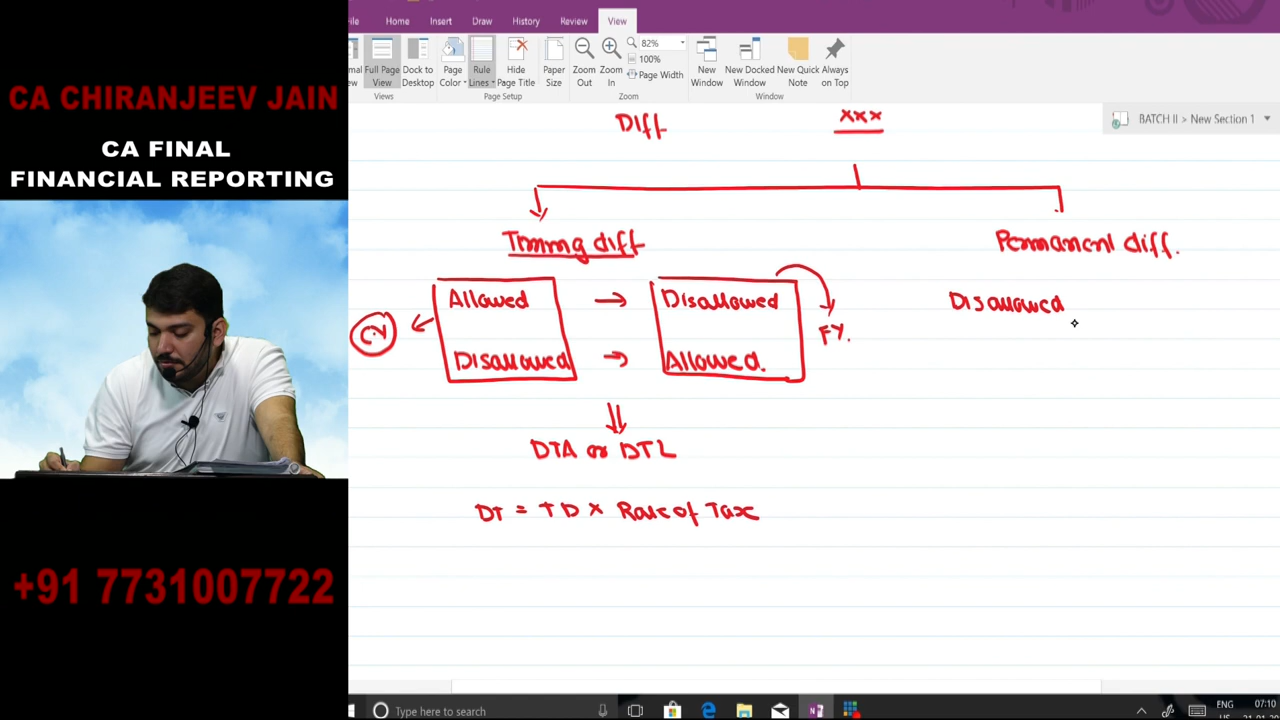 CA CHIRANJEEV JAIN
CA FINAL
FINANCIAL REPORTING
+91 7731007722
File Home Insert Draw History Review View
Full Page View
Dock to Desktop
Views
Page Color
Rule Lines
Hide Page Title
Paper Size
Page Setup
Zoom Out
Zoom In
82%
100%
Page Width
Zoom
New Window
New Docked Window
New Quick Note
Always on Top
Window
BATCH II > New Section 1
Diff xxx
Timing diff Permanent diff.
Allowed → Disallowed Disallowed
CY FY.
Disallowed → Allowed.
DTA or DTL
DT = TD x Rate of Tax
Type here to search
ENG 07:10